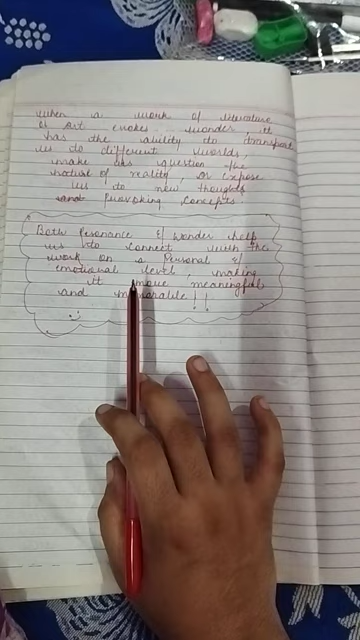 when a work of literature
of art evokes wonder, it
has the ability to transport
us to different worlds,
make us question the
nature of reality, or expose
us to new thoughts
and Provoking concepts.
Both Resonance & Wonder help
us to connect with the
work on a Personal &
emotional level, making
it more meaningful
and memorable !!